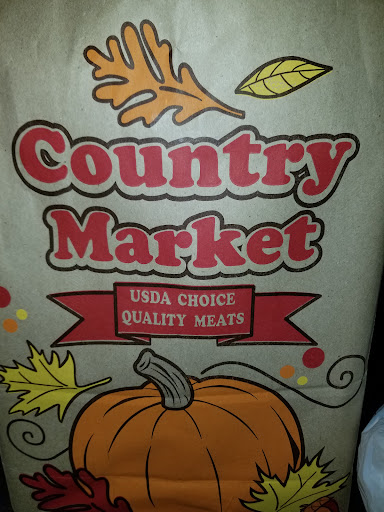 Country
Market
USDA CHOICE
QUALITY MEATS